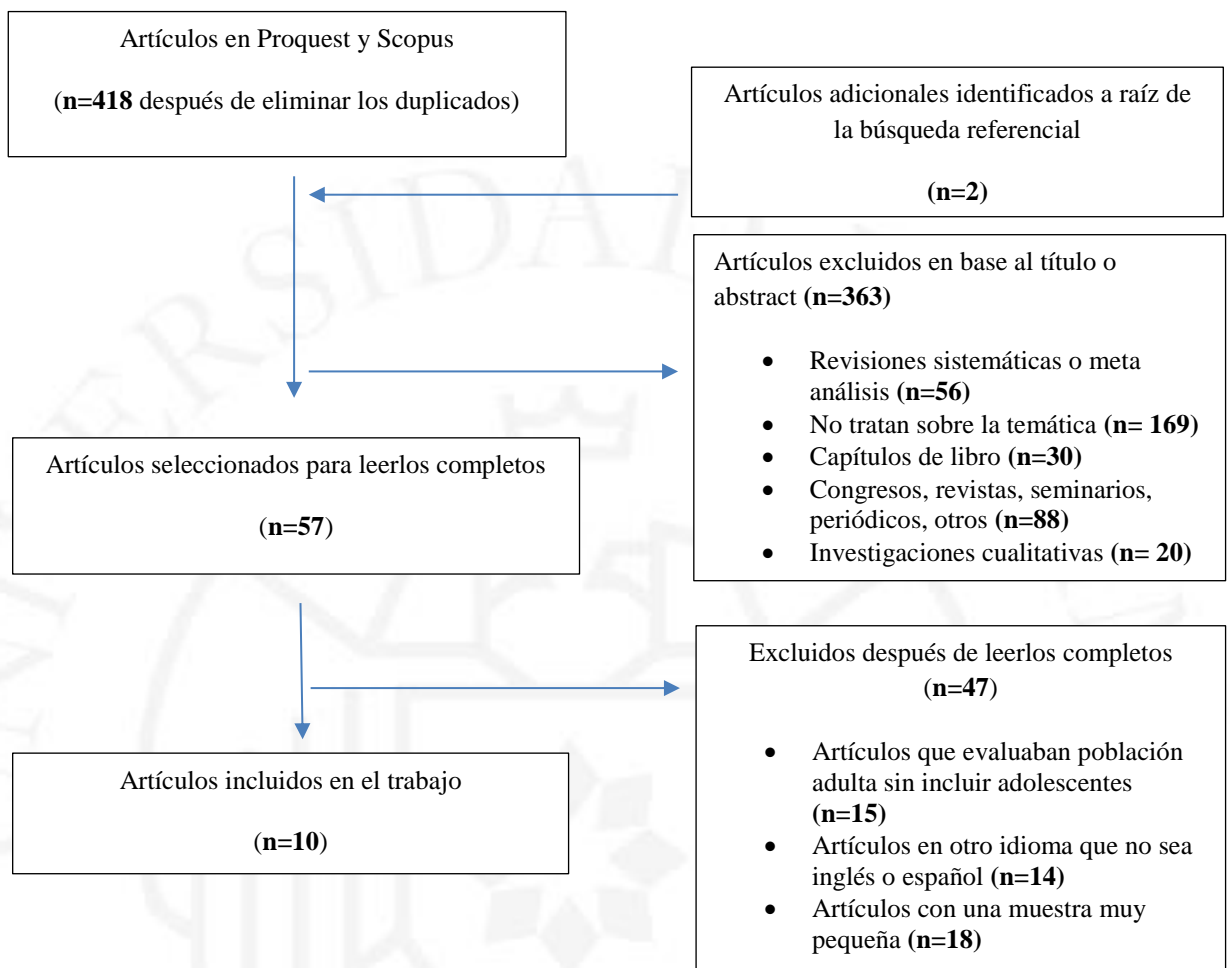 Artículos en Proquest y Scopus
(n=418 después de eliminar los duplicados)
Artículos adicionales identificados a raíz de
la búsqueda referencial
(n=2)
Artículos excluidos en base al título o
abstract (n=363)
• Revisiones sistemáticas o meta
análisis (n=56)
• No tratan sobre la temática (n= 169)
• Capítulos de libro (n=30)
• Congresos, revistas, seminarios,
periódicos, otros (n=88)
• Investigaciones cualitativas (n= 20)
Artículos seleccionados para leerlos completos
(n=57)
Excluidos después de leerlos completos
(n=47)
• Artículos que evaluaban población
adulta sin incluir adolescentes
(n=15)
• Artículos en otro idioma que no sea
inglés o español (n=14)
• Artículos con una muestra muy
pequeña (n=18)
Artículos incluidos en el trabajo
(n=10)